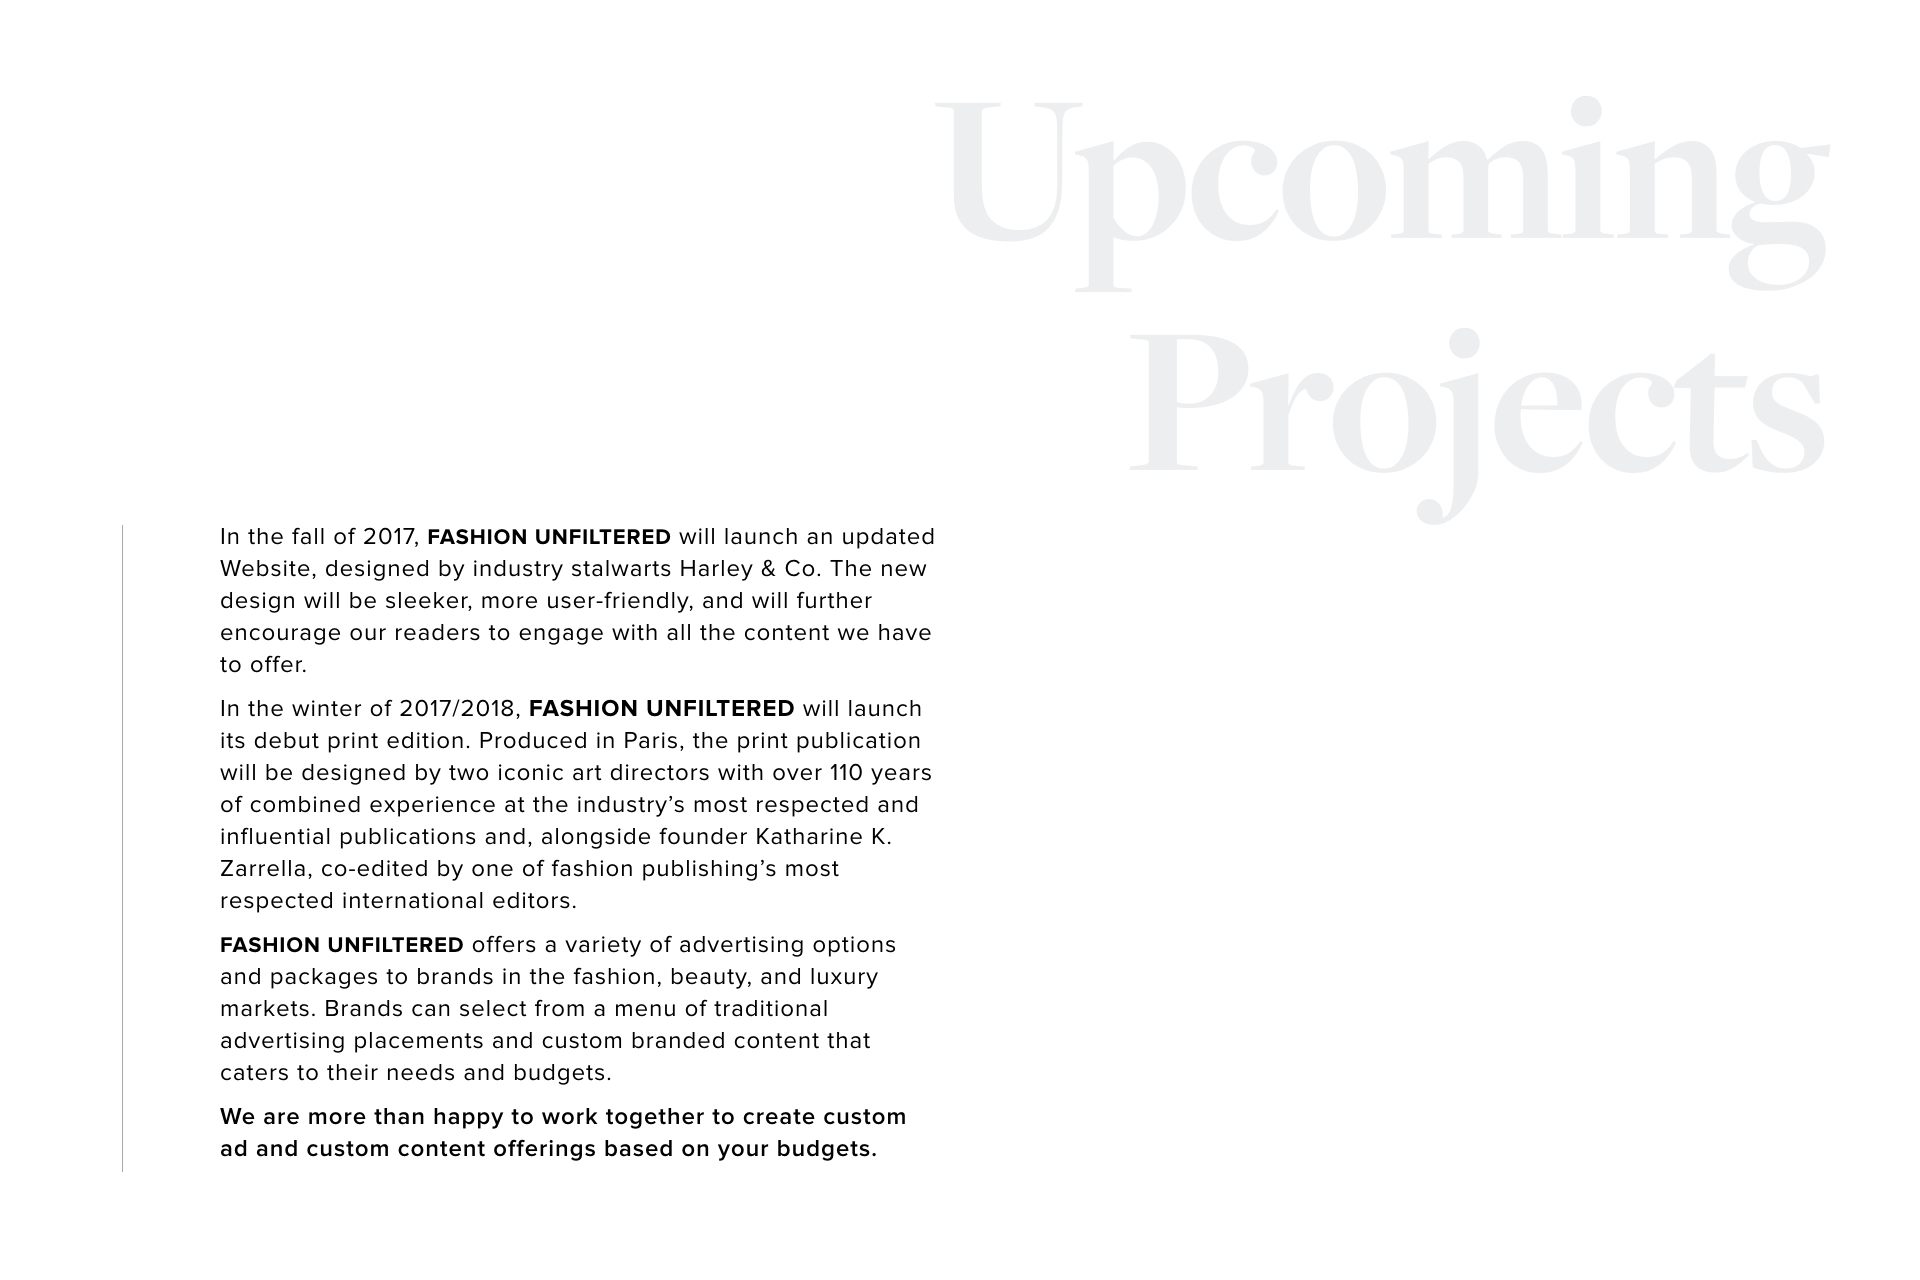 Upcoming
Projects
In the fall of 2017, FASHION UNFILTERED will launch an updated
Website, designed by industry stalwarts Harley & Co. The new
design will be sleeker, more user-friendly, and will further
encourage our readers to engage with all the content we have
to offer.
In the winter of 2017/2018, FASHION UNFILTERED will launch
its debut print edition. Produced in Paris, the print publication
will be designed by two iconic art directors with over 110 years
of combined experience at the industry’s most respected and
influential publications and, alongside founder Katharine K.
Zarrella, co-edited by one of fashion publishing’s most
respected international editors.
FASHION UNFILTERED offers a variety of advertising options
and packages to brands in the fashion, beauty, and luxury
markets. Brands can select from a menu of traditional
advertising placements and custom branded content that
caters to their needs and budgets.
We are more than happy to work together to create custom
ad and custom content offerings based on your budgets.